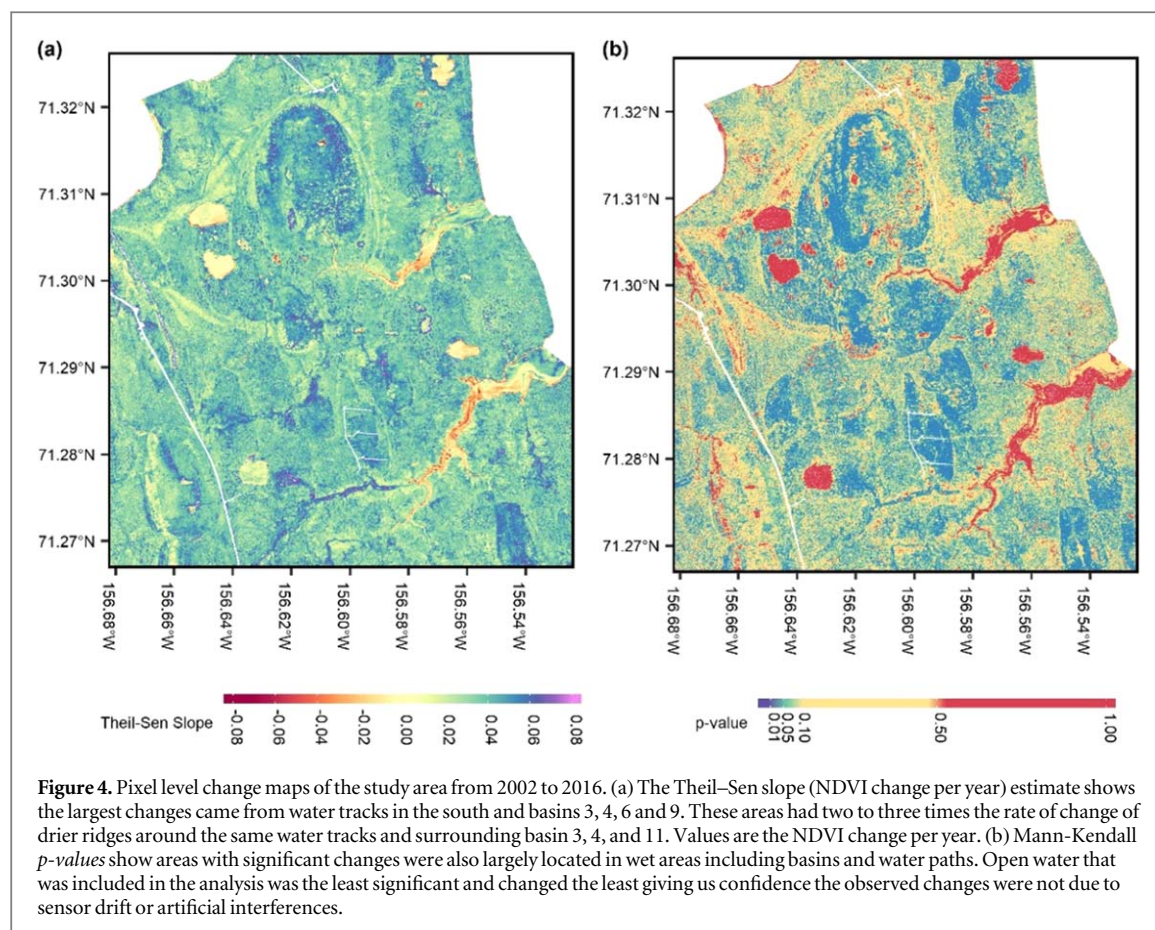 (a)
(b)
71.32°N
71.31°N
71.30°N
71.29°N
71.28°N
71.27°N
156.68°W
156.66°W
156.64°W
156.62°W
156.60°W
156.58°W
156.56°W
156.54°W
71.32°N
71.31°N
71.30°N
71.29°N
71.28°N
71.27°N
156.68°W
156.66°W
156.64°W
156.62°W
156.60°W
156.58°W
156.56°W
156.54°W
Theil-Sen Slope
-0.08
-0.06
-0.04
-0.02
0.00
0.02
0.04
0.06
0.08
p-value
0.01
0.05
0.10
0.50
1.00
Figure 4. Pixel level change maps of the study area from 2002 to 2016. (a) The Theil–Sen slope (NDVI change per year) estimate shows
the largest changes came from water tracks in the south and basins 3, 4, 6 and 9. These areas had two to three times the rate of change of
drier ridges around the same water tracks and surrounding basin 3, 4, and 11. Values are the NDVI change per year. (b) Mann-Kendall
p-values show areas with significant changes were also largely located in wet areas including basins and water paths. Open water that
was included in the analysis was the least significant and changed the least giving us confidence the observed changes were not due to
sensor drift or artificial interferences.